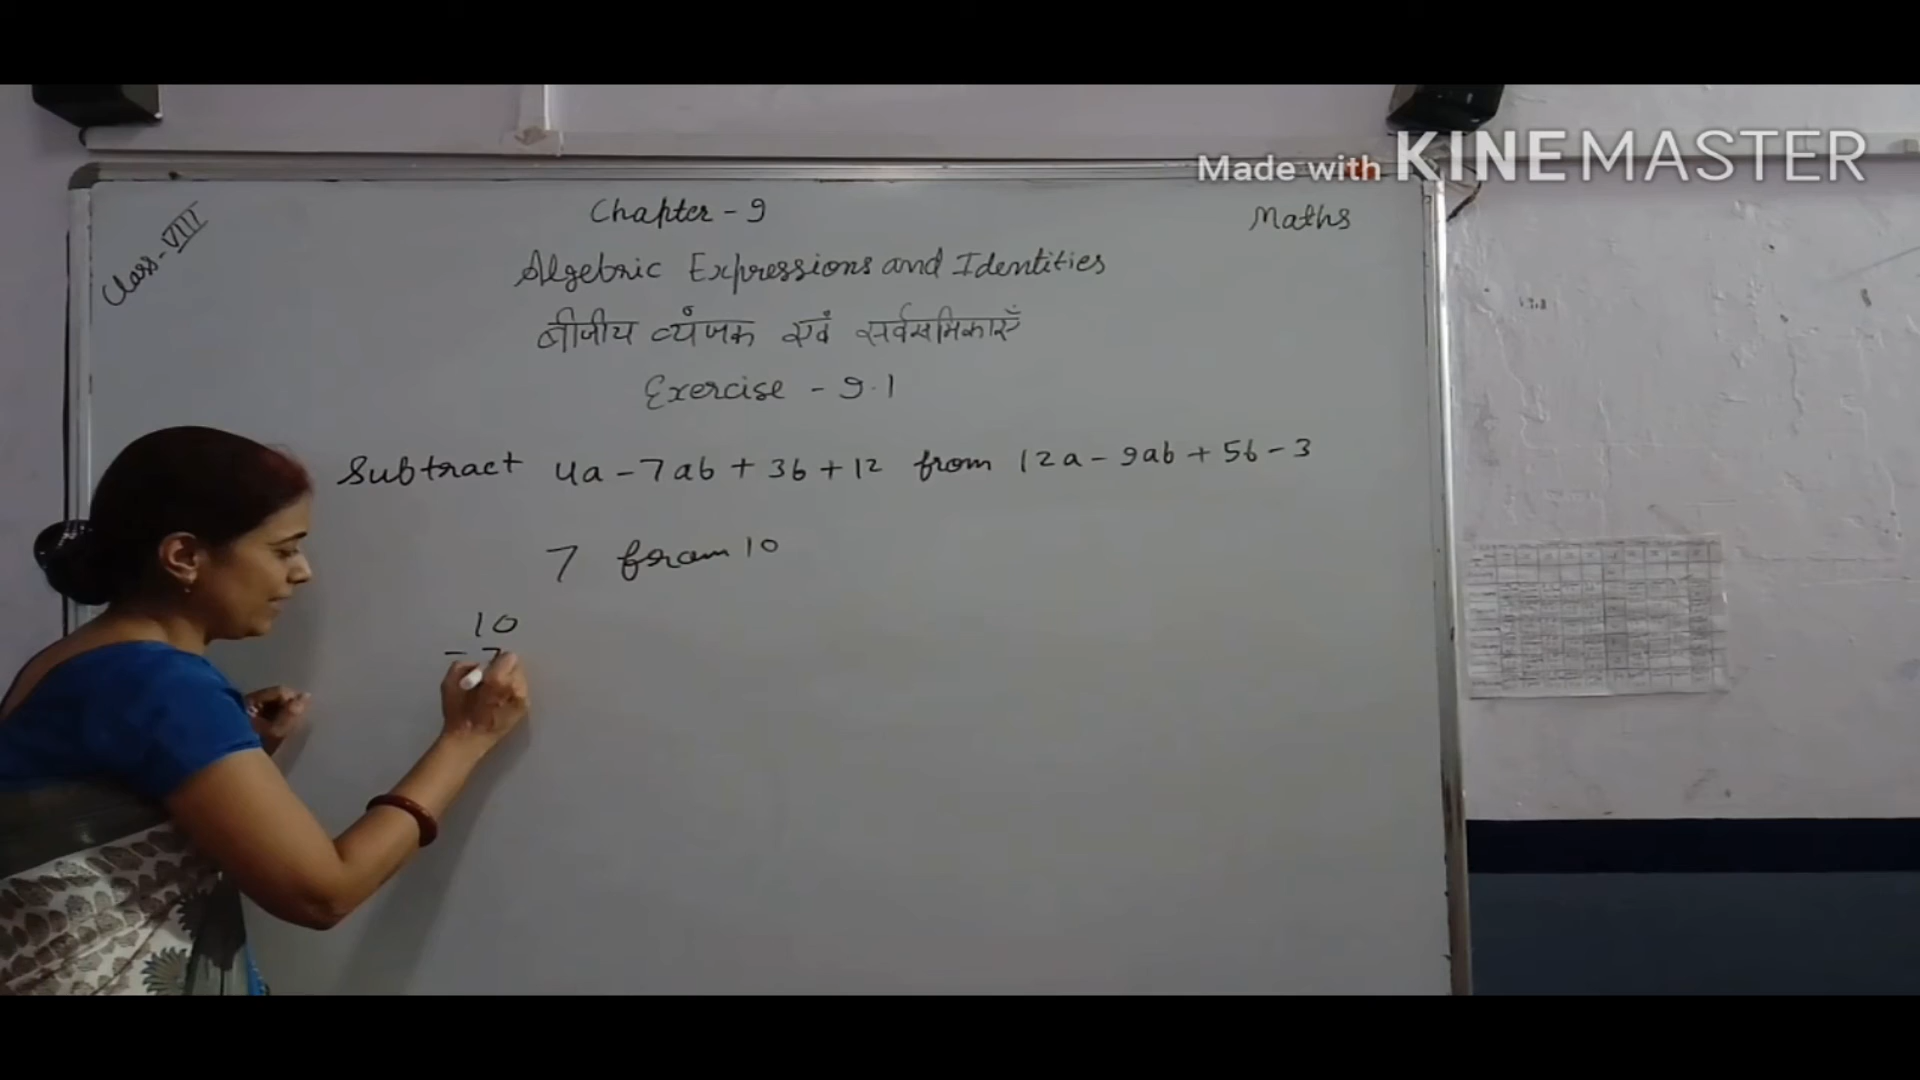 Made with KINEMASTER
Chapter - 9
Maths
Class - VIII
Algebric Expressions and Identities
बीजीय व्यंजक एवं सर्वसमिकाएँ
Exercise - 9.1
Subtract 4a - 7ab + 3b + 12 from 12a - 9ab + 5b - 3
7 from 10
10
- 7